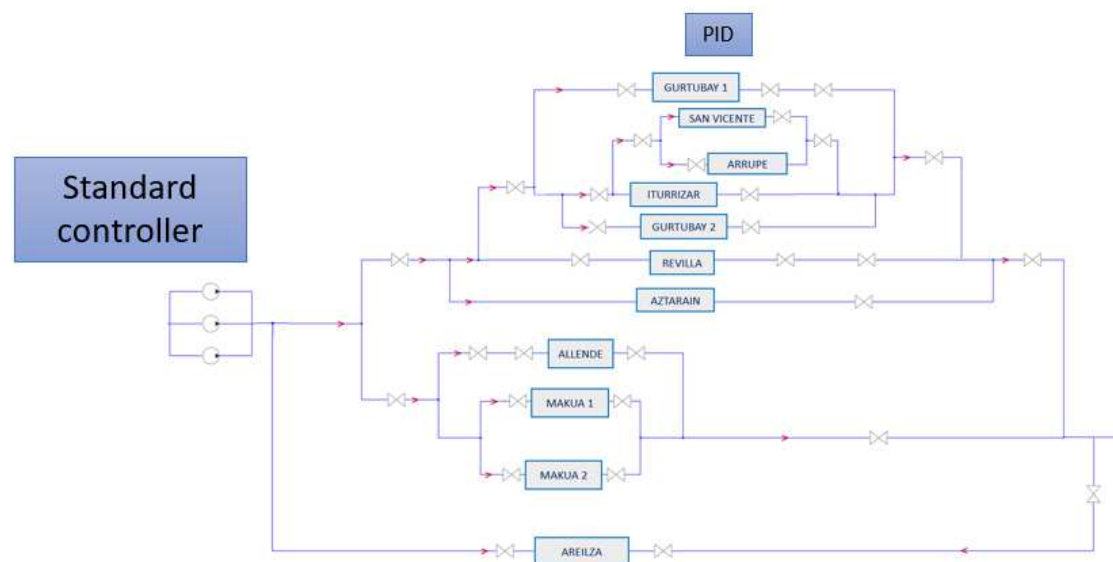 PID
GURTUBAY 1
SAN VICENTE
Standard
controller
ARRUPE
ITURRIZAR
GURTUBAY 2
REVILLA
AZTARAIN
ALLENDE
MAKUA 1
MAKUA 2
AREILZA